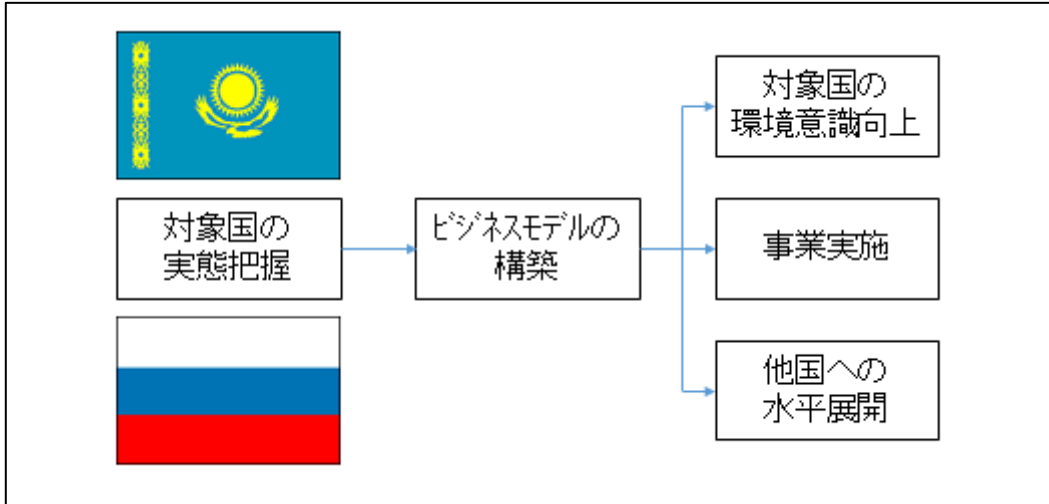 対象国の
実態把握
ビジネスモデルの
構築
対象国の
環境意識向上
事業実施
他国への
水平展開